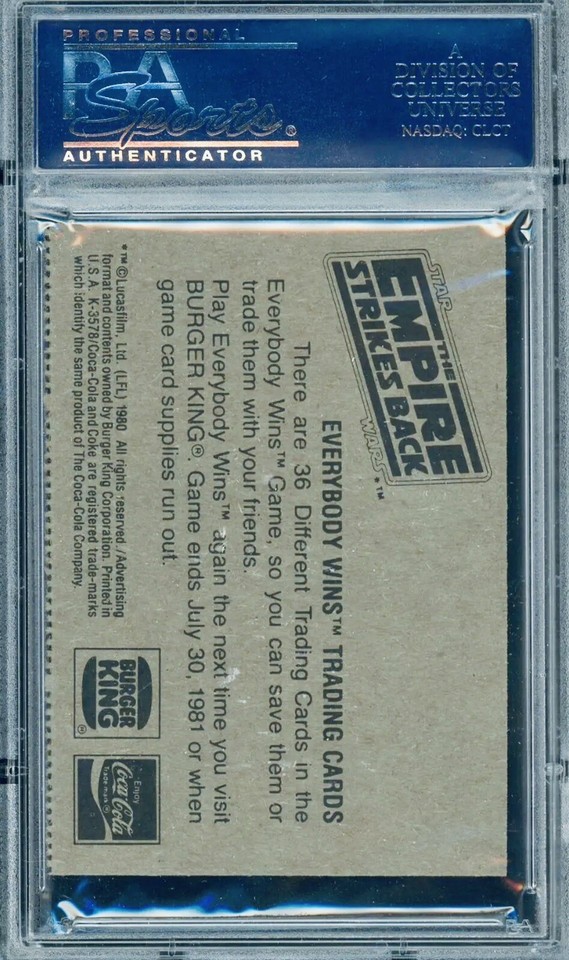 PROFESSIONAL
PSA
Sports®
AUTHENTICATOR
A
DIVISION OF
COLLECTORS
UNIVERSE
NASDAQ: CLCT
STAR
THE
EMPIRE
STRIKES BACK
WARS
*™
EVERYBODY WINS™ TRADING CARDS
There are 36 Different Trading Cards in the
Everybody Wins™ Game, so you can save them or
trade them with your friends.
Play Everybody Wins™ again the next time you visit
BURGER KING®. Game ends July 30, 1981 or when
game card supplies run out.
*™©Lucasfilm, Ltd. (LFL) 1980 All rights reserved /Advertising
format and contents owned by Burger King Corporation. Printed in
U.S.A. K-3578/Coca-Cola and Coke are registered trade-marks
which identify the same product of The Coca-Cola Company.
BURGER
KING
®
Enjoy
Coca-Cola
Trade mark ®
PSA